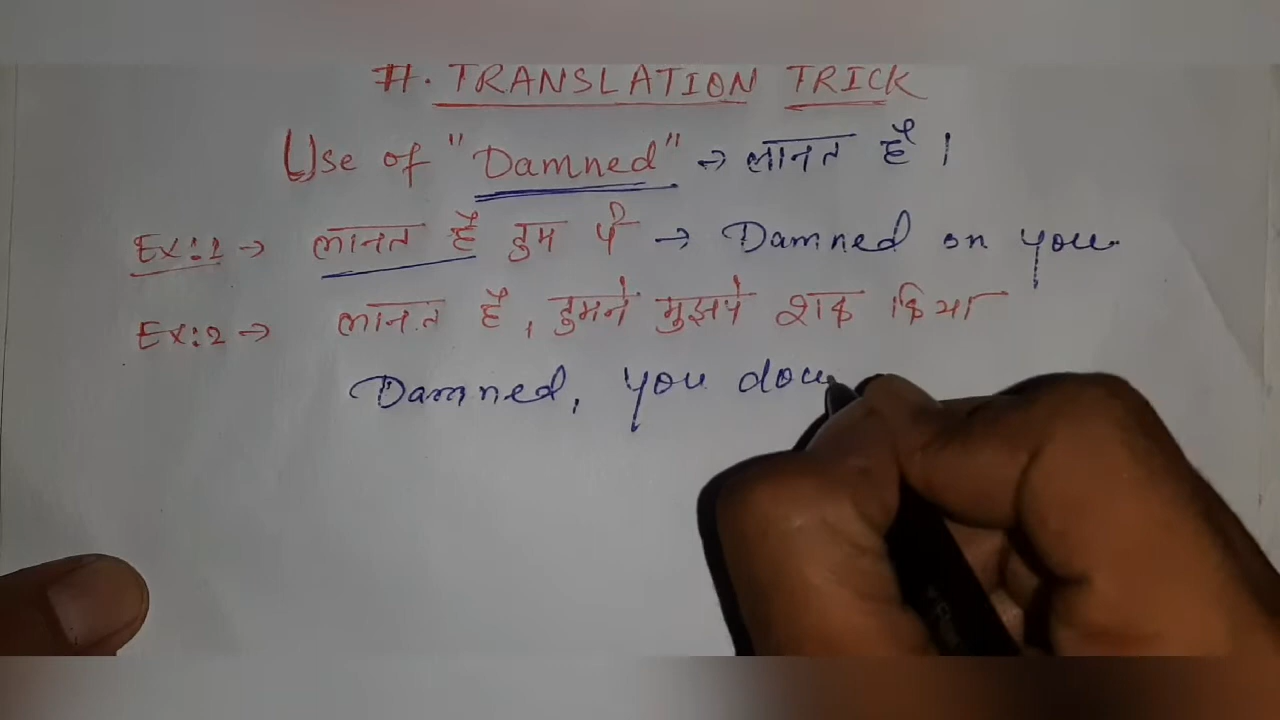 #. TRANSLATION TRICK
Use of "Damned" → लानत है ।
Ex:1 → लानत है तुम पे → Damned on you.
Ex:2 → लानत है, तुमने मुझपे शक किया
Damned, you dou